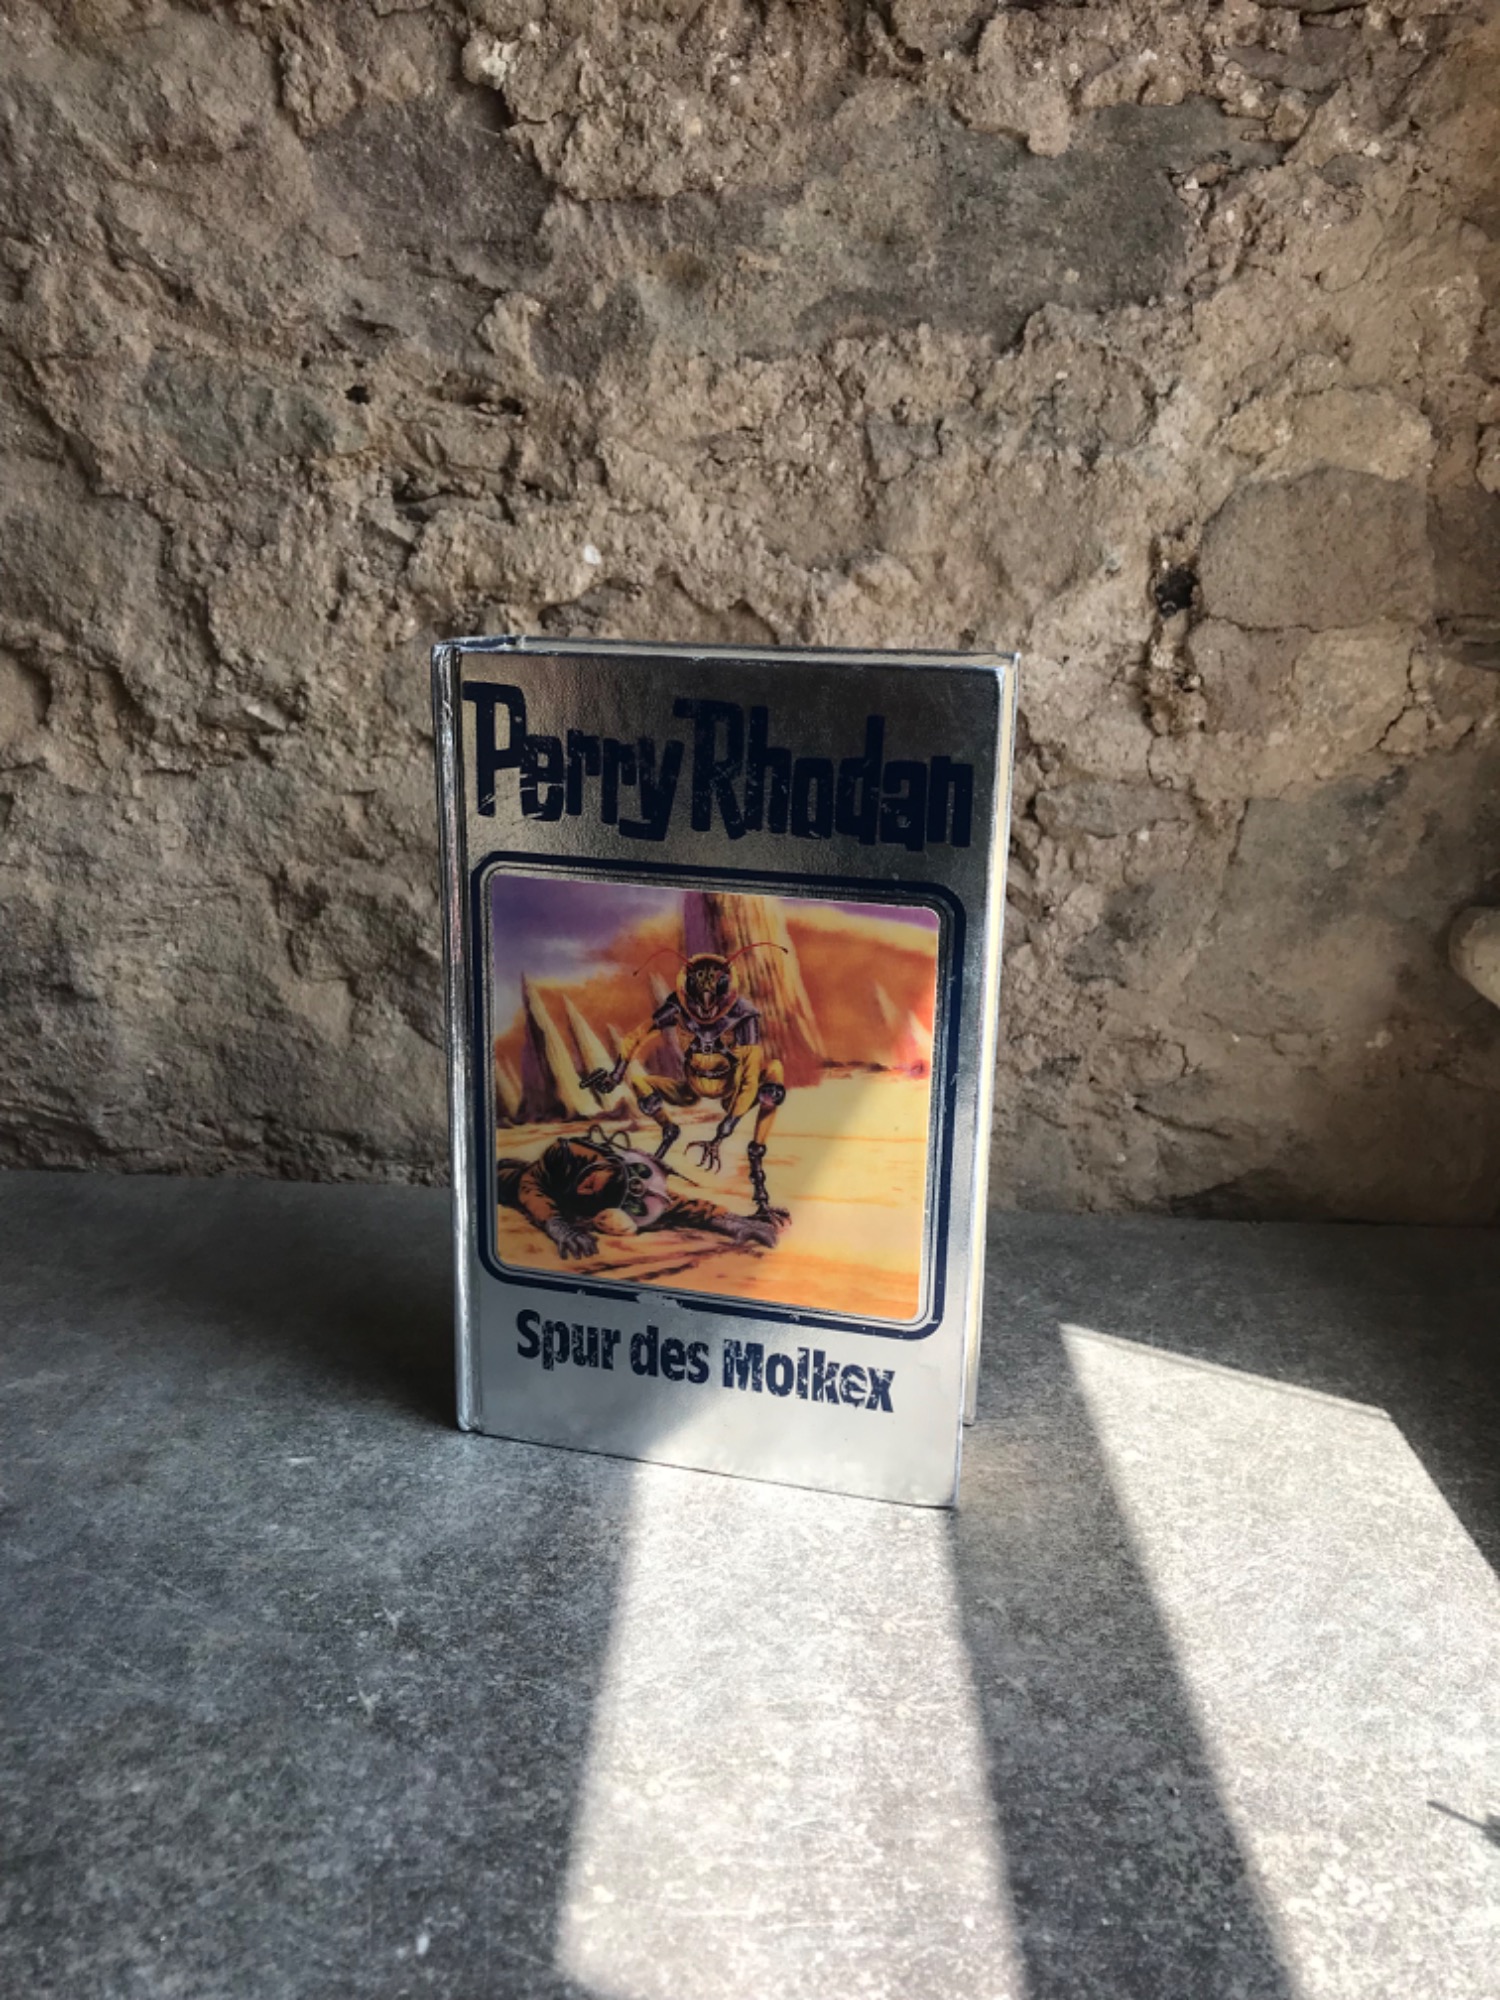 Perry Rhodan
Spur des Molkex